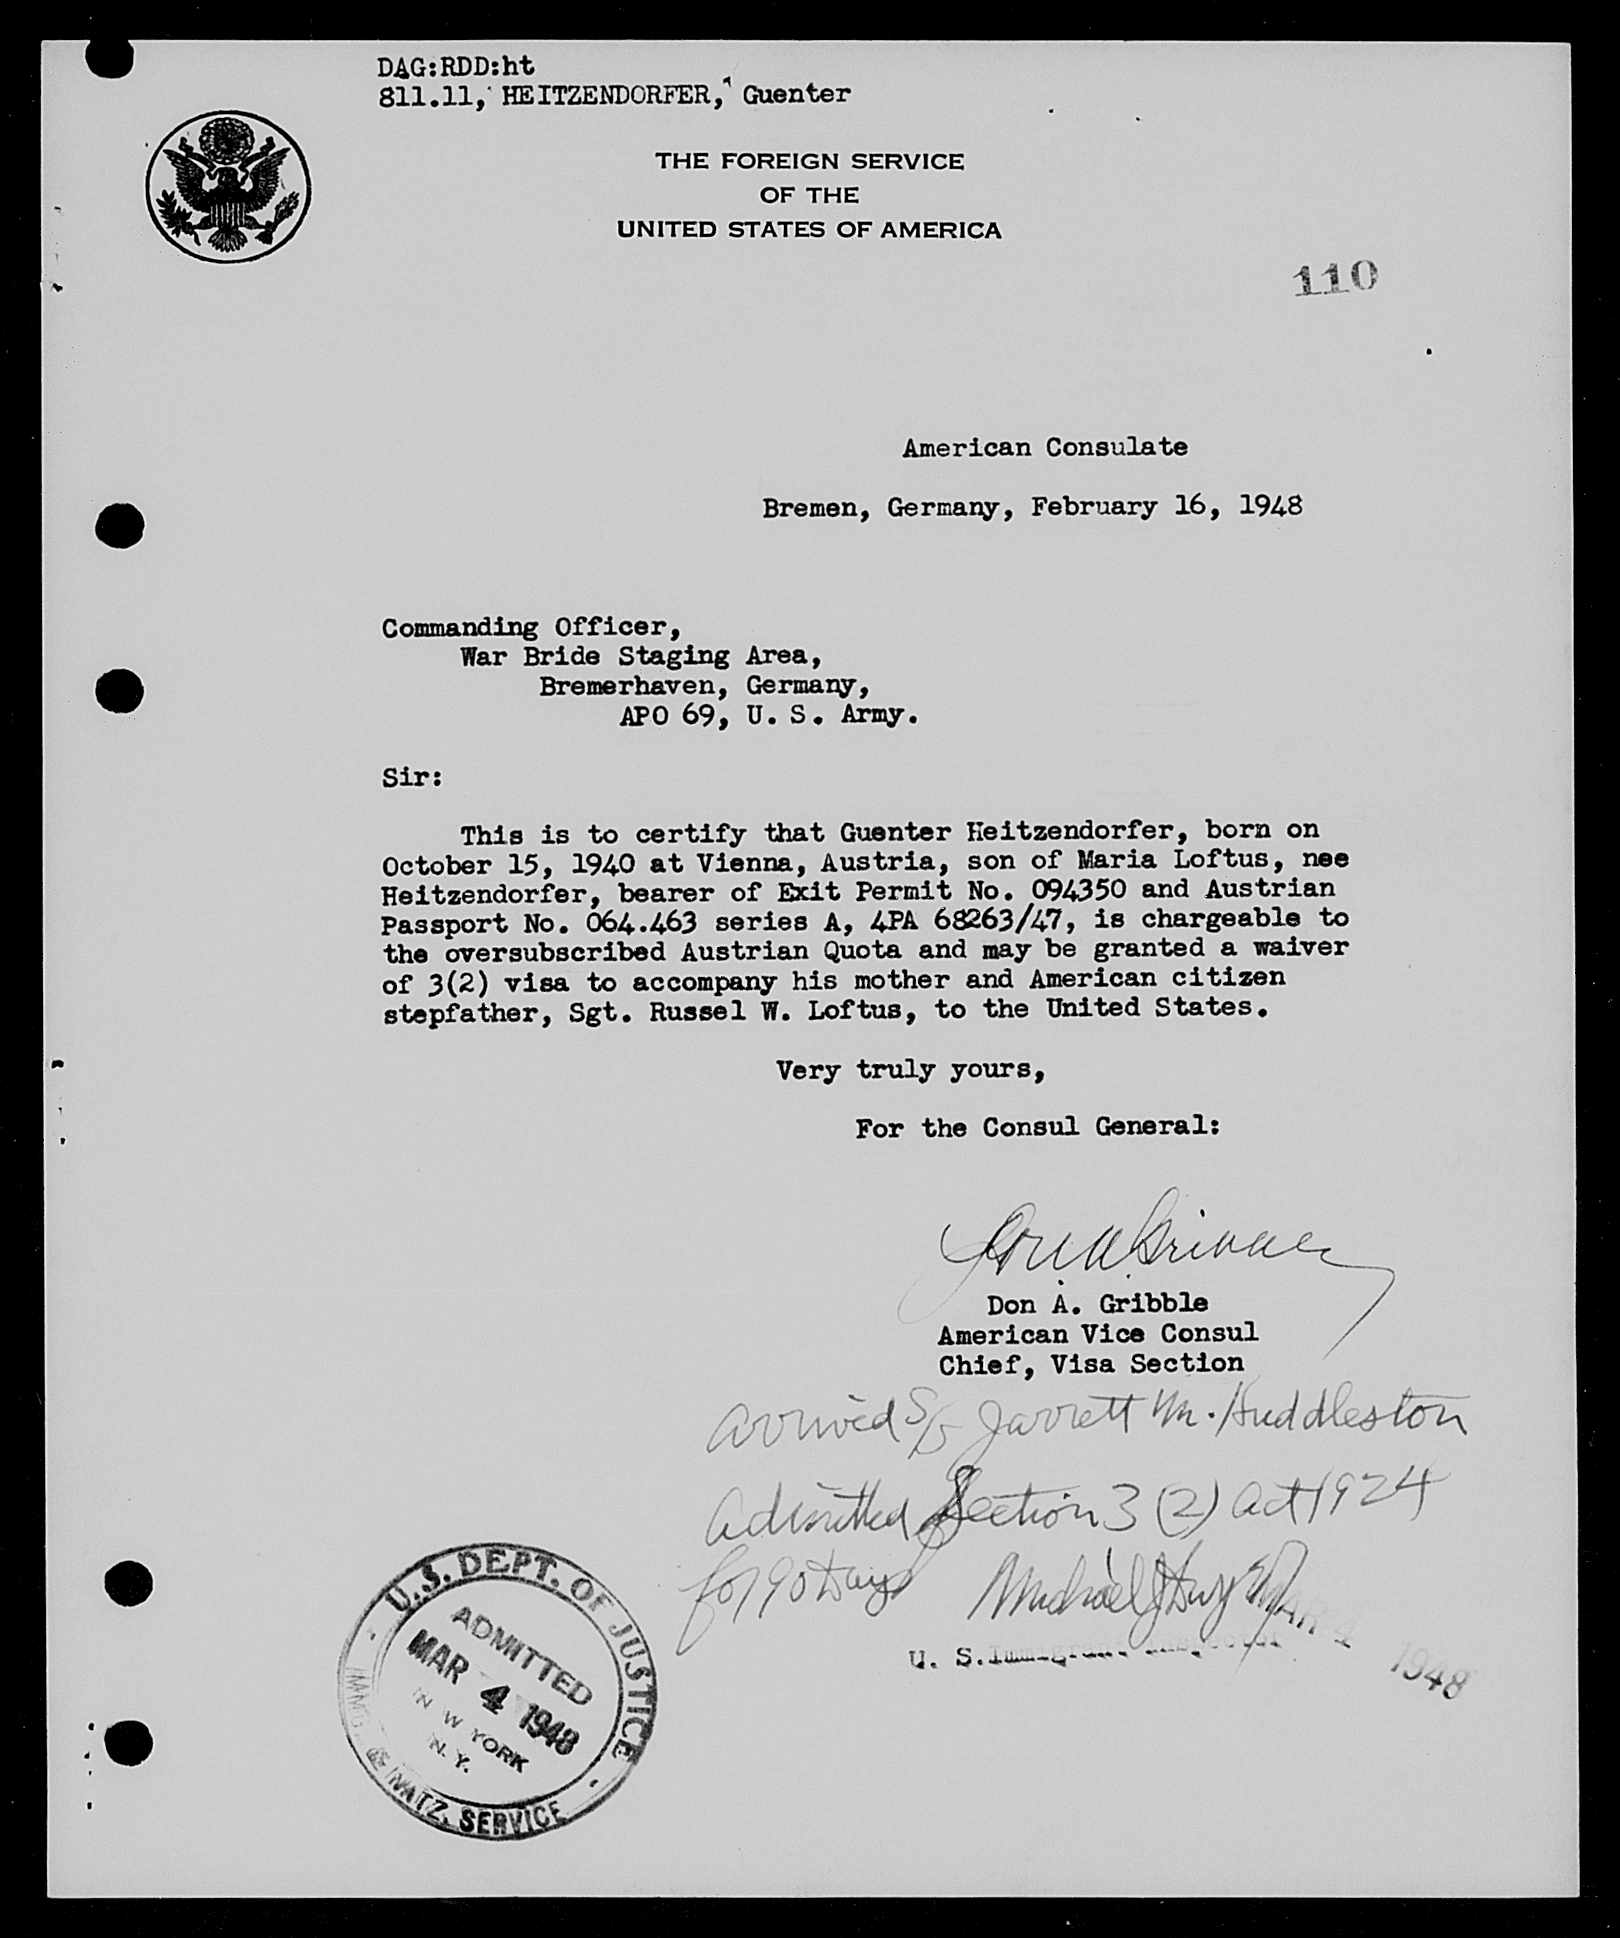 DAG:RDD:ht
811.11, HEITZENDORFER, Guenter
THE FOREIGN SERVICE
OF THE
UNITED STATES OF AMERICA
110
American Consulate
Bremen, Germany, February 16, 1948
Commanding Officer,
War Bride Staging Area,
Bremerhaven, Germany,
APO 69, U. S. Army.
Sir:
This is to certify that Guenter Heitzendorfer, born on
October 15, 1940 at Vienna, Austria, son of Maria Loftus, nee
Heitzendorfer, bearer of Exit Permit No. 094350 and Austrian
Passport No. 064.463 series A, 4PA 68263/47, is chargeable to
the oversubscribed Austrian Quota and may be granted a waiver
of 3(2) visa to accompany his mother and American citizen
stepfather, Sgt. Russel W. Loftus, to the United States.
Very truly yours,
For the Consul General:
Don A. Gribble
American Vice Consul
Chief, Visa Section
arrived S/S Jarrett M. Huddleston
admitted Section 3 (2) act 1924
for 90 days Michael
MAR 4 1948
U. S. Immigrant Inspector
U.S. DEPT. OF JUSTICE
ADMITTED
MAR 4 1948
N W YORK
N. Y.
IMMG. & NATZ. SERVICE